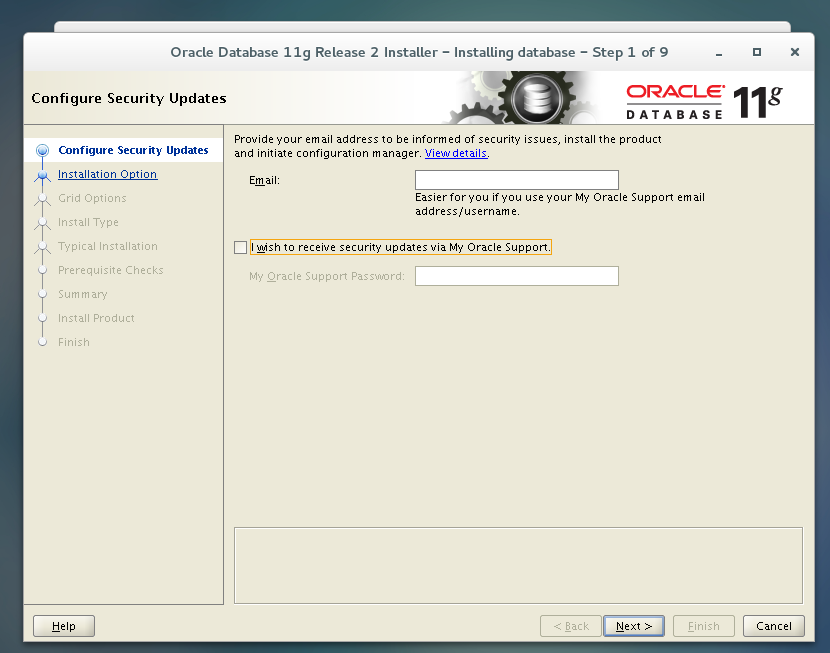 Oracle Database 11g Release 2 Installer - Installing database - Step 1 of 9
Configure Security Updates
ORACLE
DATABASE
11g
Configure Security Updates
Installation Option
Grid Options
Install Type
Typical Installation
Prerequisite Checks
Summary
Install Product
Finish
Provide your email address to be informed of security issues, install the product
and initiate configuration manager. View details.
Email:
Easier for you if you use your My Oracle Support email
address/username.
I wish to receive security updates via My Oracle Support.
My Oracle Support Password:
Help
< Back
Next >
Finish
Cancel